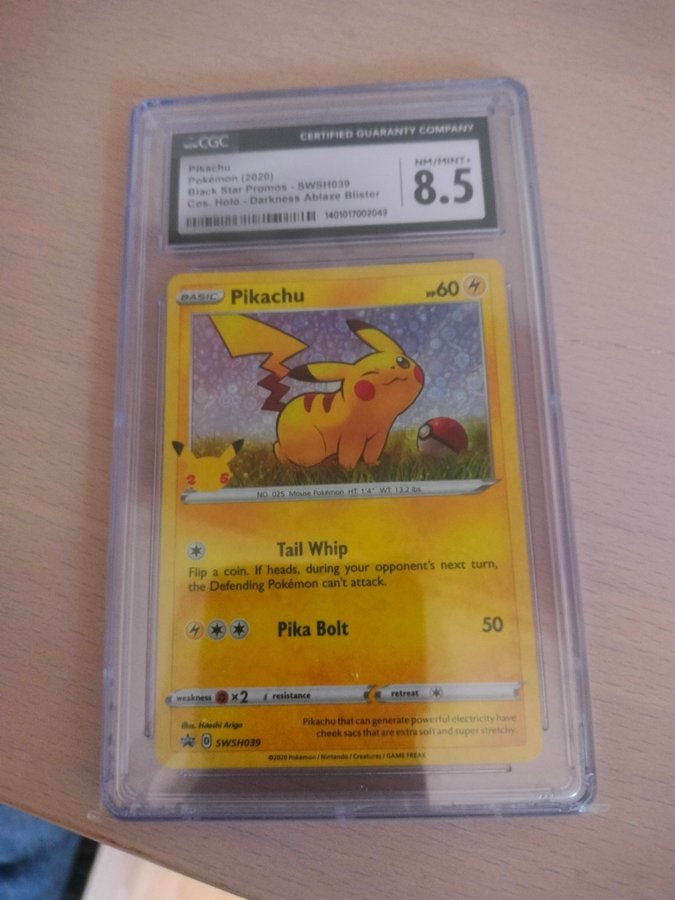 CGC
CERTIFIED GUARANTY COMPANY
Pikachu
Pokémon (2020)
Black Star Promos - SWSH039
Cos. Holo - Darkness Ablaze Blister
NM/MINT+
8.5
1401017002049
BASIC Pikachu HP60
25
NO. 025 Mouse Pokémon HT: 1'4" WT: 13.2 lbs.
Tail Whip
Flip a coin. If heads, during your opponent's next turn,
the Defending Pokémon can't attack.
Pika Bolt 50
weakness ×2 resistance retreat
Illus. Hitoshi Ariga
Pikachu that can generate powerful electricity have
cheek sacs that are extra soft and super stretchy.
D SWSH039
©2020 Pokémon / Nintendo / Creatures / GAME FREAK